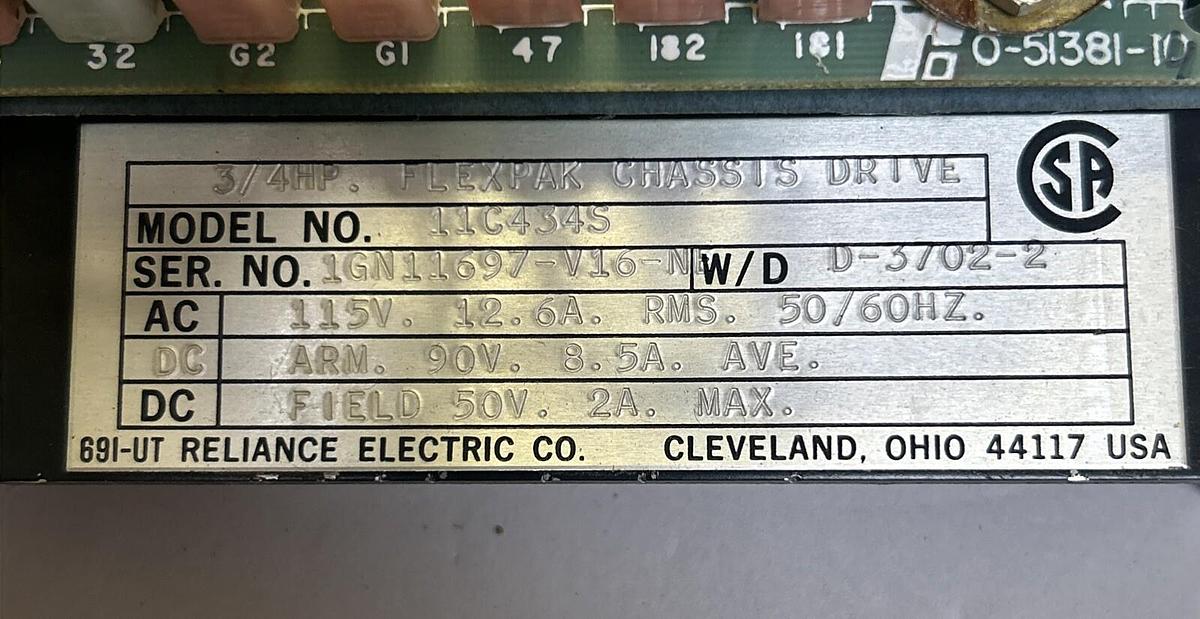 32 G2 G1 47 182 181 O-51381-10
3/4HP. FLEXPAK CHASSIS DRIVE
CSA
MODEL NO. 11C434S
SER. NO. 1GN11697-V16-N W/D D-3702-2
AC 115V. 12.6A. RMS. 50/60HZ.
DC ARM. 90V. 8.5A. AVE.
DC FIELD 50V. 2A. MAX.
691-UT RELIANCE ELECTRIC CO. CLEVELAND, OHIO 44117 USA